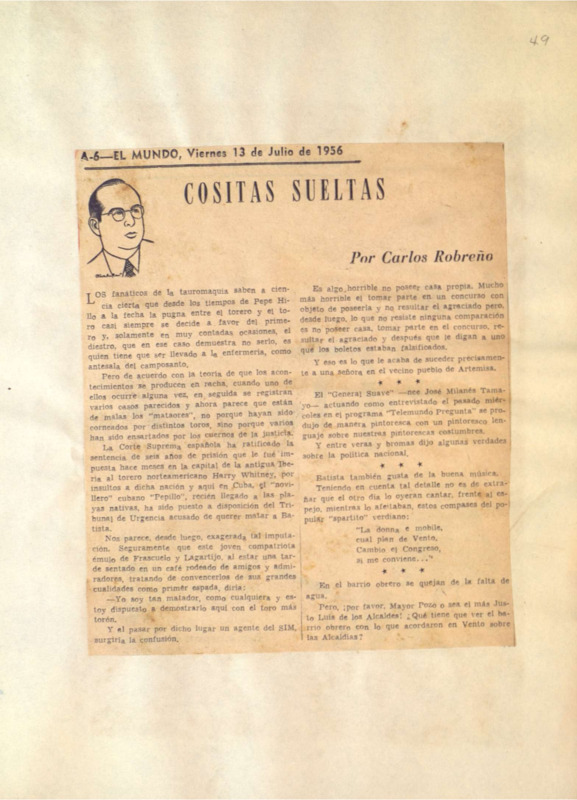 49
A-6—EL MUNDO, Viernes 13 de Julio de 1956
COSITAS SUELTAS
Por Carlos Robreño
LOS fanáticos de la tauromaquia saben a cien-
cia cierta que desde los tiempos de Pepe Hi-
llo a la fecha la pugna entre el torero y el to-
ro casi siempre se decide a favor del prime-
ro y, solamente en muy contadas ocasiones, el
diestro, que en ese caso demuestra no serlo, es
quien tiene que ser llevado a la enfermería, como
antesala del camposanto.
Pero de acuerdo con la teoría de que los acon-
tecimientos se producen en racha, cuando uno de
ellos ocurre alguna vez, en seguida se registran
varios casos parecidos y ahora parece que están
de malas los "mataores", no porque hayan sido
corneados por distintos toros, sino porque varios
han sido ensartados por los cuernos de la justicia.
La Corte Suprema española ha ratificado la
sentencia de seis años de prisión que le fué im-
puesta hace meses en la capital de la antigua Ibe-
ria al torero norteamericano Harry Whitney, por
insultos a dicha nación y aquí en Cuba, el "novi-
llero" cubano "Pepillo", recién llegado a las pla-
yas nativas, ha sido puesto a disposición del Tri-
bunal de Urgencia acusado de querer matar a Ba-
tista.
Nos parece, desde luego, exagerada tal imputa-
ción. Seguramente que este joven compatriota
émulo de Frascuelo y Lagartijo, al estar una tar-
de sentado en un café rodeado de amigos y admi-
radores, tratando de convencerlos de sus grandes
cualidades como primer espada, diría:
—Yo soy tan matador, como cualquiera y es-
toy dispuesto a demostrarlo aquí con el toro más
torón.
Y al pasar por dicho lugar un agente del SIM,
surgiría la confusión.
Es algo horrible no poseer casa propia. Mucho
más horrible el tomar parte en un concurso con
objeto de poseerla y no resultar el agraciado pero,
desde luego, lo que no resiste ninguna comparación
es no poseer casa, tomar parte en el concurso, re-
sultar el agraciado y después que le digan a uno
que los boletos estaban falsificados.
Y eso es lo que le acaba de suceder precisamen-
te a una señora en el vecino pueblo de Artemisa.
* * *
El "General Suave" —nee José Milanés Tama-
yo— actuando como entrevistado el pasado miér-
coles en el programa "Telemundo Pregunta" se pro-
dujo de manera pintoresca con un pintoresco len-
guaje sobre nuestras pintorescas costumbres.
Y entre veras y bromas dijo algunas verdades
sobre la política nacional.
* * *
Batista también gusta de la buena música.
Teniendo en cuenta tal detalle no es de extra-
ñar que el otro día lo oyeran cantar, frente al es-
pejo, mientras lo afeitaban, estos compases del po-
pular "spartito" verdiano:
"La donna é mobile,
cual plan de Vento,
Cambio el Congreso,
si me conviene..."
* * *
En el barrio obrero se quejan de la falta de
agua.
Pero, ¡por favor, Mayor Pozo o sea el más Jus-
to Luis de los Alcaldes! ¿Qué tiene que ver el ba-
rrio obrero con lo que acordaron en Vento sobre
las Alcaldías?